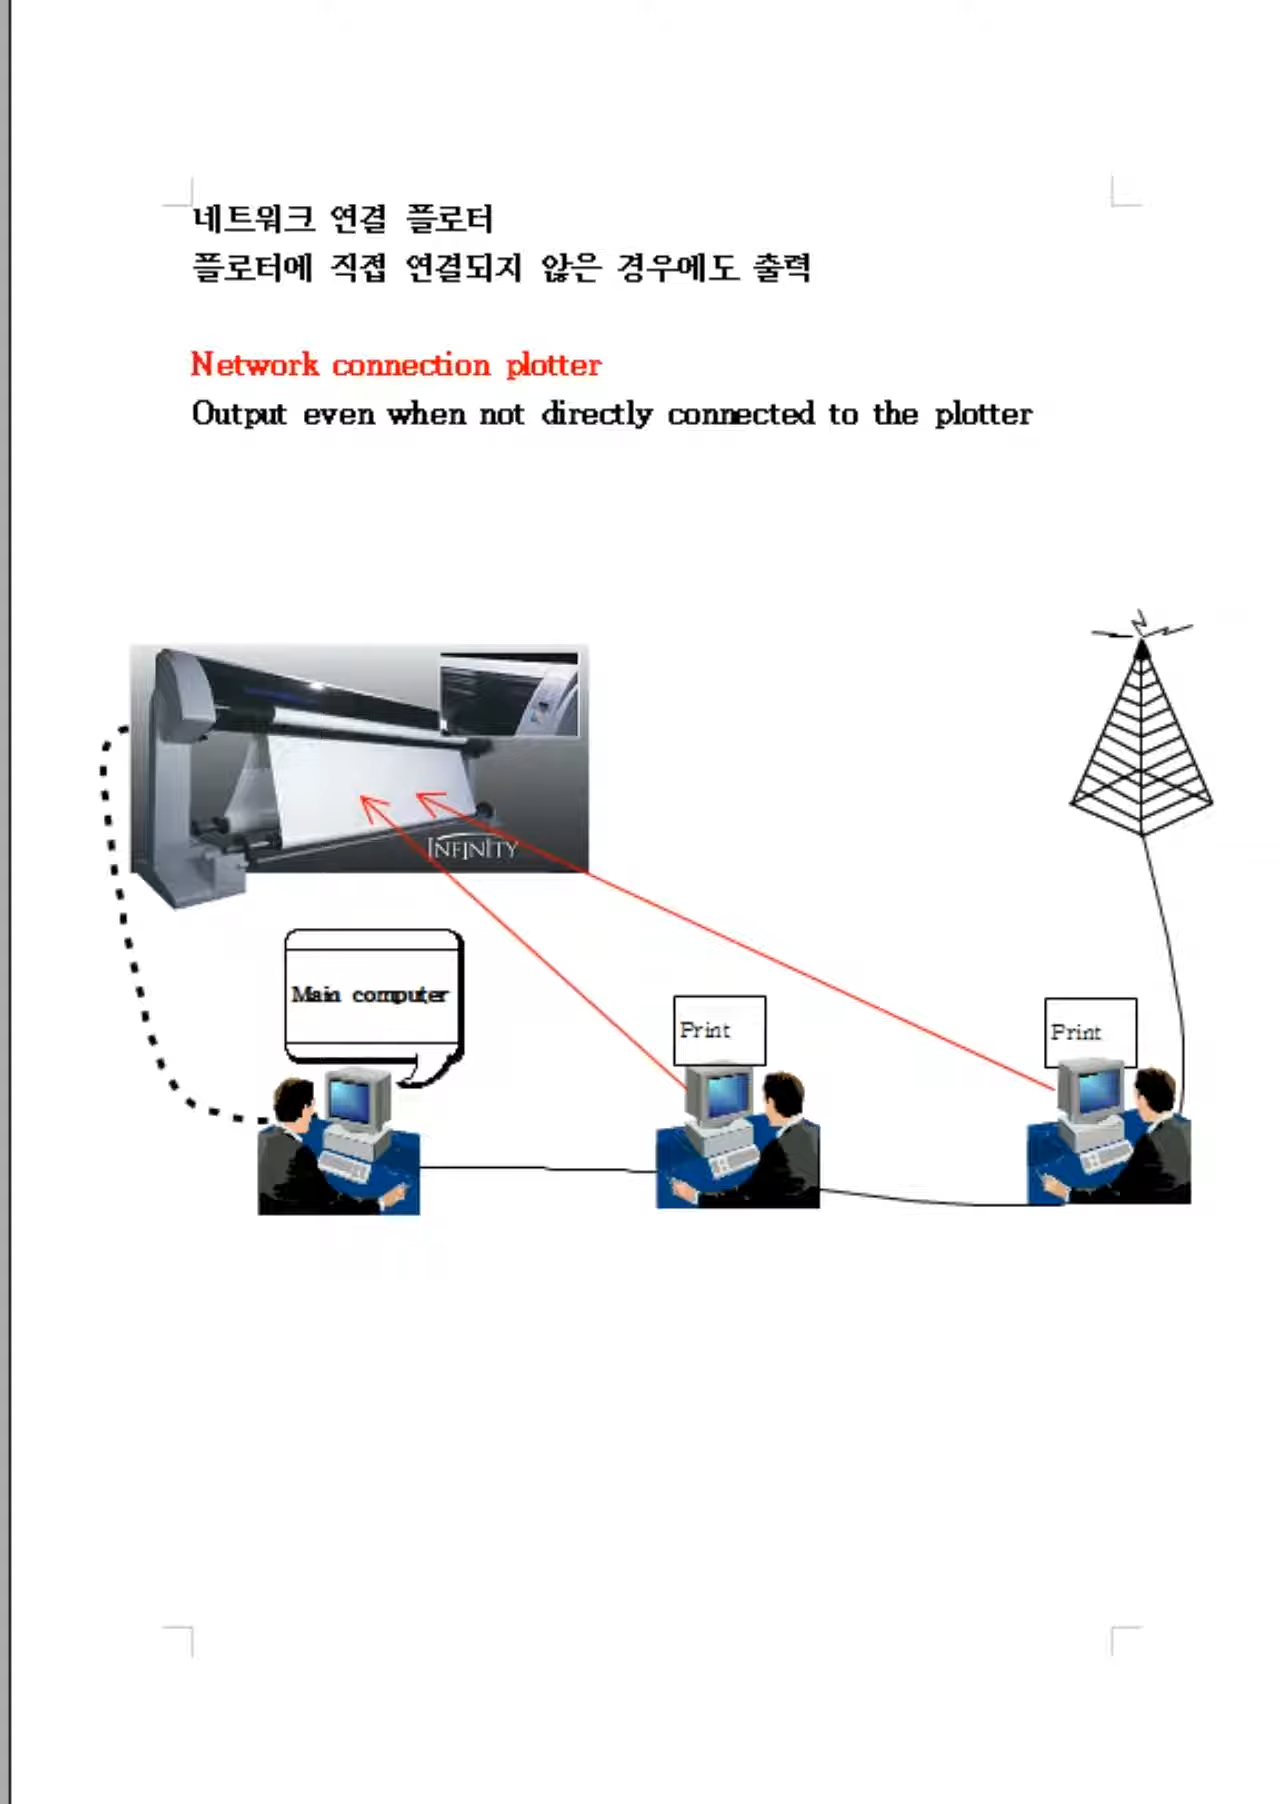 네트워크 연결 플로터
플로터에 직접 연결되지 않은 경우에도 출력
Network connection plotter
Output even when not directly connected to the plotter
INFINITY
Main computer
Print
Print